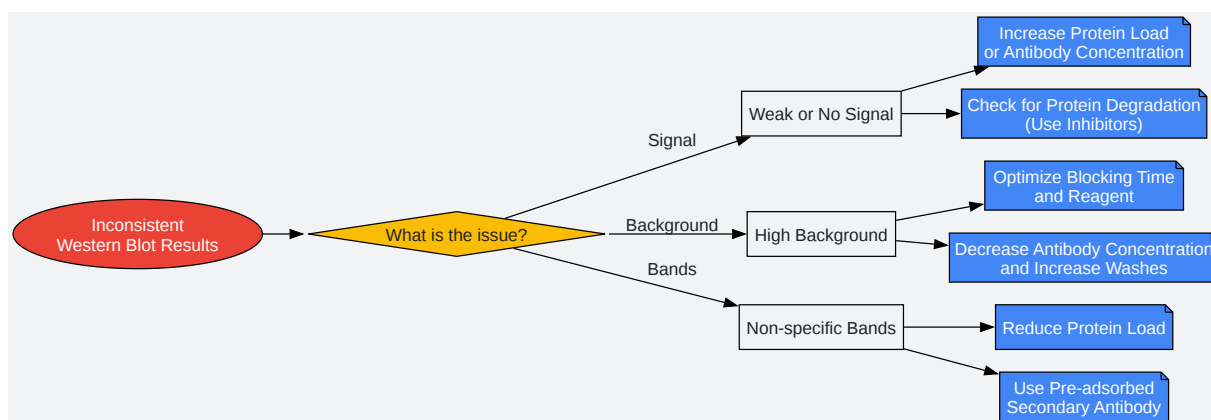 Inconsistent
Western Blot Results
What is the issue?
Signal
Background
Bands
Weak or No Signal
High Background
Non-specific Bands
Increase Protein Load
or Antibody Concentration
Check for Protein Degradation
(Use Inhibitors)
Optimize Blocking Time
and Reagent
Decrease Antibody Concentration
and Increase Washes
Reduce Protein Load
Use Pre-adsorbed
Secondary Antibody